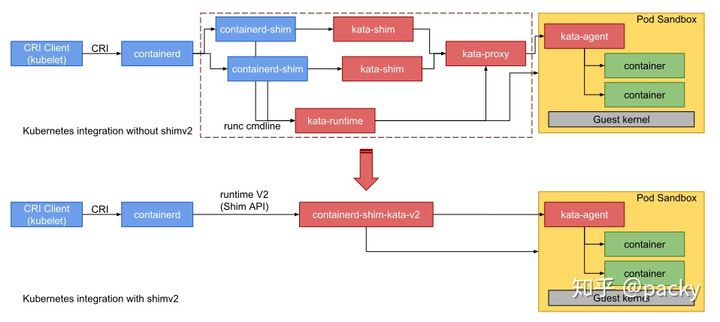 Pod Sandbox
containerd-shim
kata-shim
kata-agent
CRI Client
(kubelet)
CRI
containerd
kata-proxy
containerd-shim
kata-shim
container
container
runc cmdline
kata-runtime
Guest kernel
Kubernetes integration without shimv2
Pod Sandbox
runtime V2
(Shim API)
CRI Client
(kubelet)
CRI
containerd
containerd-shim-kata-v2
kata-agent
container
container
Kubernetes integration with shimv2
Guest kernel
知乎 @packy